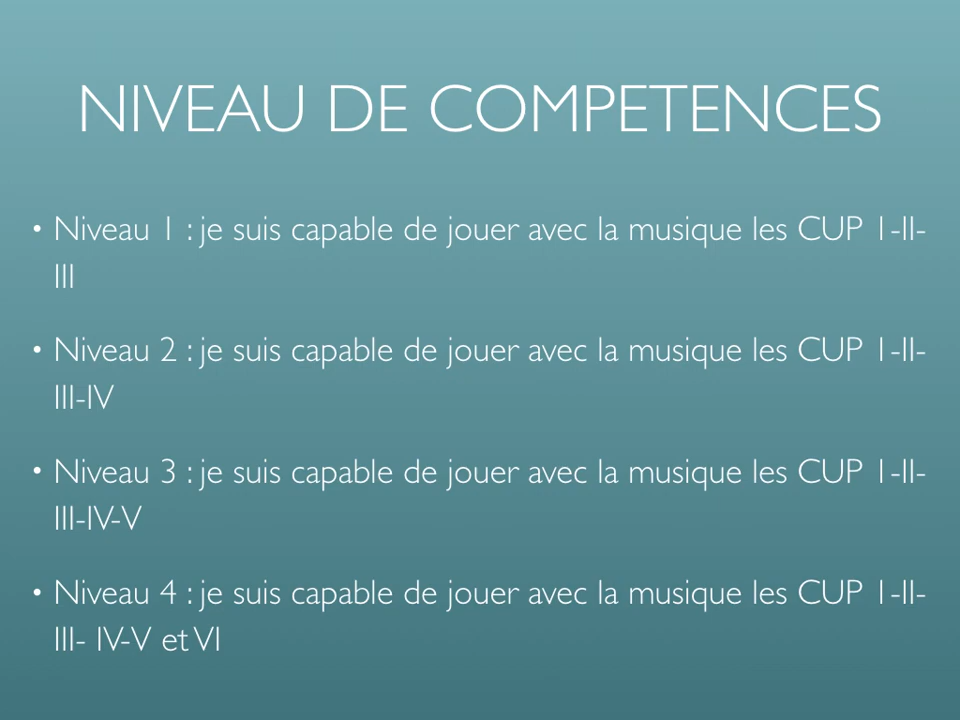 NIVEAU DE COMPETENCES
• Niveau 1 : je suis capable de jouer avec la musique les CUP 1-II-
III
• Niveau 2 : je suis capable de jouer avec la musique les CUP 1-II-
III-IV
• Niveau 3 : je suis capable de jouer avec la musique les CUP 1-II-
III-IV-V
• Niveau 4 : je suis capable de jouer avec la musique les CUP 1-II-
III- IV-V et VI